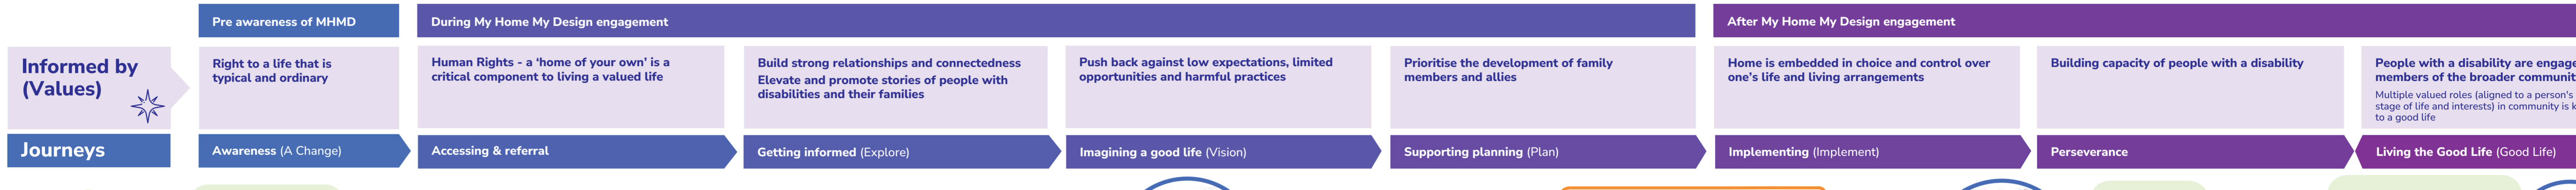 Pre awareness of MHMD
During My Home My Design engagement
After My Home My Design engagement
Informed by
(Values)
Right to a life that is
typical and ordinary
Human Rights - a ‘home of your own’ is a
critical component to living a valued life
Build strong relationships and connectedness
Elevate and promote stories of people with
disabilities and their families
Push back against low expectations, limited
opportunities and harmful practices
Prioritise the development of family
members and allies
Home is embedded in choice and control over
one’s life and living arrangements
Building capacity of people with a disability
People with a disability are
members of the broader
Multiple valued roles (aligned to a person's
stage of life and interests) in community is
to a good life
Journeys
Awareness (A Change)
Accessing & referral
Getting informed (Explore)
Imagining a good life (Vision)
Supporting planning (Plan)
Implementing (Implement)
Perseverance
Living the Good Life (Good Life)